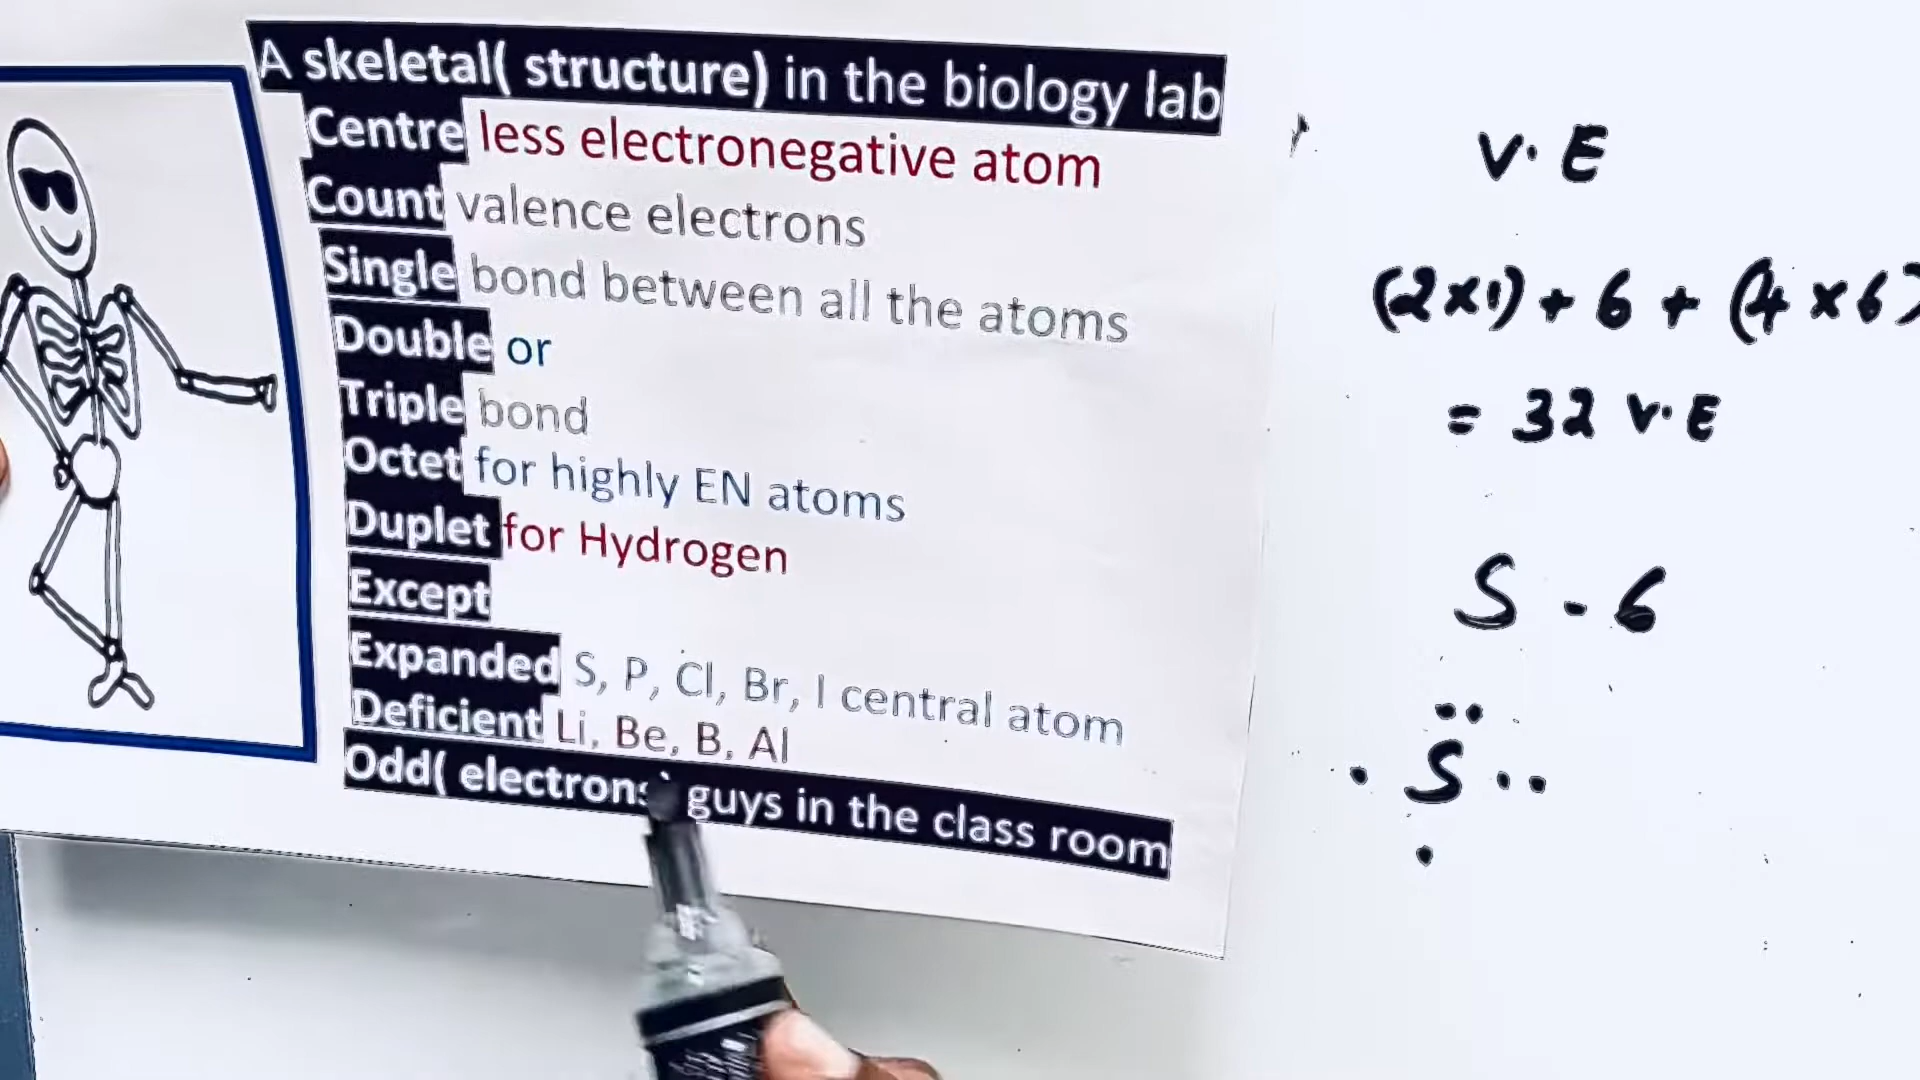 A skeletal( structure) in the biology lab
Centre less electronegative atom
Count valence electrons
Single bond between all the atoms
Double or
Triple bond
Octet for highly EN atoms
Duplet for Hydrogen
Except
Expanded S, P, Cl, Br, I central atom
Deficient Li, Be, B, Al
Odd( electrons guys in the class room
V. E
(2x1) + 6 + (4 x 6)
= 32 V. E
S - 6
S